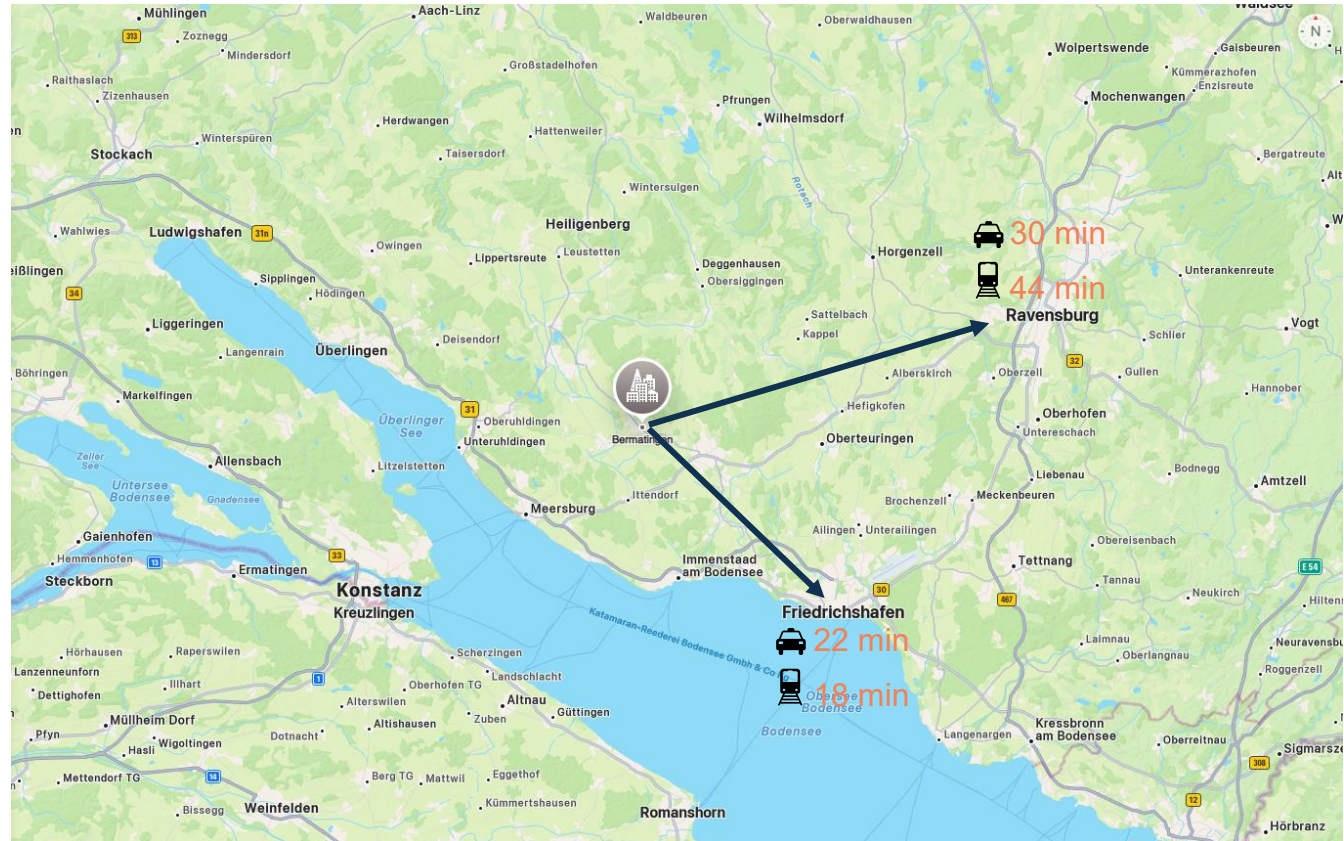 Mühlingen
Aach-Linz
Waldbeuren
Oberwaldhausen
313
Zoznegg
Mindersdorf
Großstadelhofen
Wolpertswende
Gaisbeuren
N
Raithaslach
Zizenhausen
Pfrungen
Kümmerazhofen
Enzisreute
Mochenwangen
Herdwangen
Hattenweiler
Wilhelmsdorf
Winterspüren
Stockach
Taisersdorf
Bergatreute
Wintersulgen
Rotach
Wahlwies
Ludwigshafen
31n
Heiligenberg
30 min
Owingen
Lippertsreute
Leustetten
Deggenhausen
Horgenzell
Obersiggingen
Unterankenreute
Sipplingen
Hödingen
34
44 min
Ravensburg
Liggeringen
Sattelbach
Kappel
Vogt
Schlier
Langenrain
Überlingen
Deisendorf
32
Böhringen
Alberskirch
Oberzell
Gullen
Hannober
Markelfingen
31
Überlinger
See
Oberuhldingen
Unteruhldingen
Bermatingen
Hefigkofen
Oberhofen
Oberteuringen
Untereschach
Zeller
See
Allensbach
Litzelstetten
Liebenau
Bodnegg
Amtzell
Untersee
Bodensee
Gnadensee
Ittendorf
Brochenzell
Meckenbeuren
Meersburg
Gaienhofen
Ailingen
Unterailingen
Obereisenbach
33
Hemmenhofen
13
Immenstaad
am Bodensee
Tettnang
E 54
Steckborn
Ermatingen
Konstanz
Kreuzlingen
30
467
Tannau
Neukirch
Friedrichshafen
Katamaran-Reederei Bodensee Gmbh & Co
22 min
Hörhausen
Raperswilen
Scherzingen
Laimnau
Oberlangnau
Lanzenneunforn
1
Landschlacht
Roggenzell
Dettighofen
Illhart
Oberhofen TG
18 min
Obersee
Bodensee
Alterswilen
Altnau
Güttingen
Müllheim Dorf
Altishausen
Zuben
Bodensee
Kressbronn
am Bodensee
Pfyn
Wigoltingen
Dotnacht
Langenargen
Oberreitnau
Hasli
308
Mettendorf TG
14
Berg TG
Mattwil
Eggethof
Bissegg
Weinfelden
Kümmertshausen
Romanshorn
12
Hörbranz